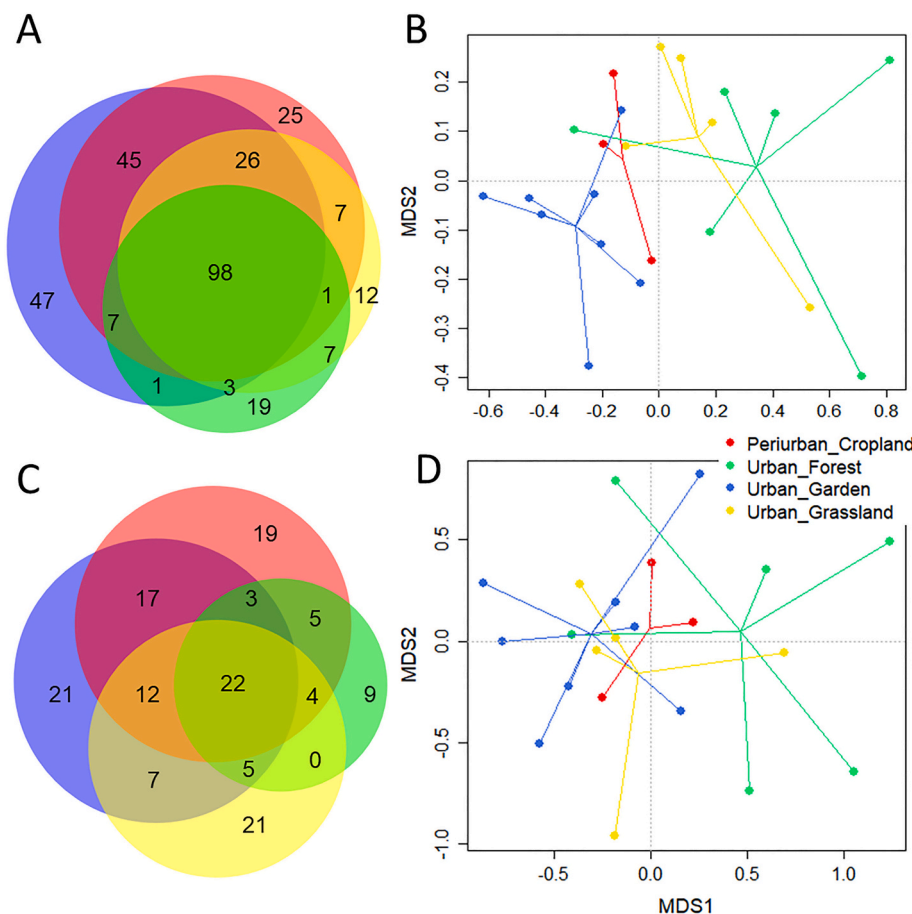 A
25
45
26
7
98
47
1
12
7
7
1
3
19
B
MDS2
0.2
0.1
0.0
-0.1
-0.2
-0.3
-0.4
-0.6 -0.4 -0.2 0.0 0.2 0.4 0.6 0.8
Periurban_Cropland
Urban_Forest
Urban_Garden
Urban_Grassland
C
19
17
3
5
21
12
22
4
9
7
5
0
21
D
MDS2
0.5
0.0
-0.5
-1.0
-0.5 0.0 0.5 1.0
MDS1